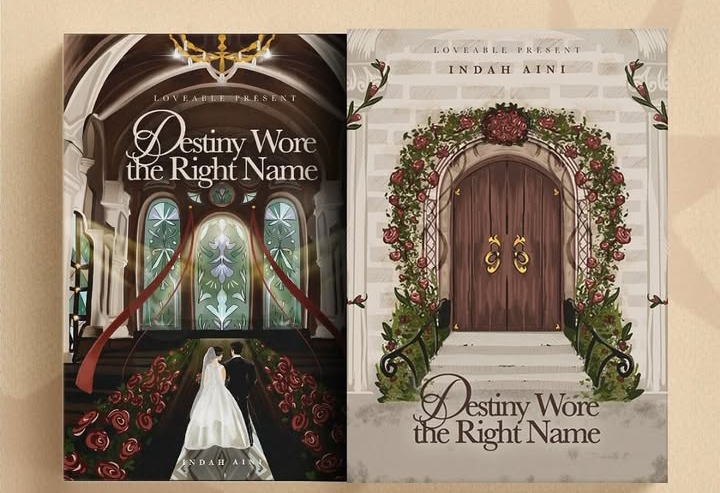 LOVEABLE PRESENT
Destiny Wore
the Right Name
INDAH AINI
LOVEABLE PRESENT
INDAH AINI
Destiny Wore
the Right Name